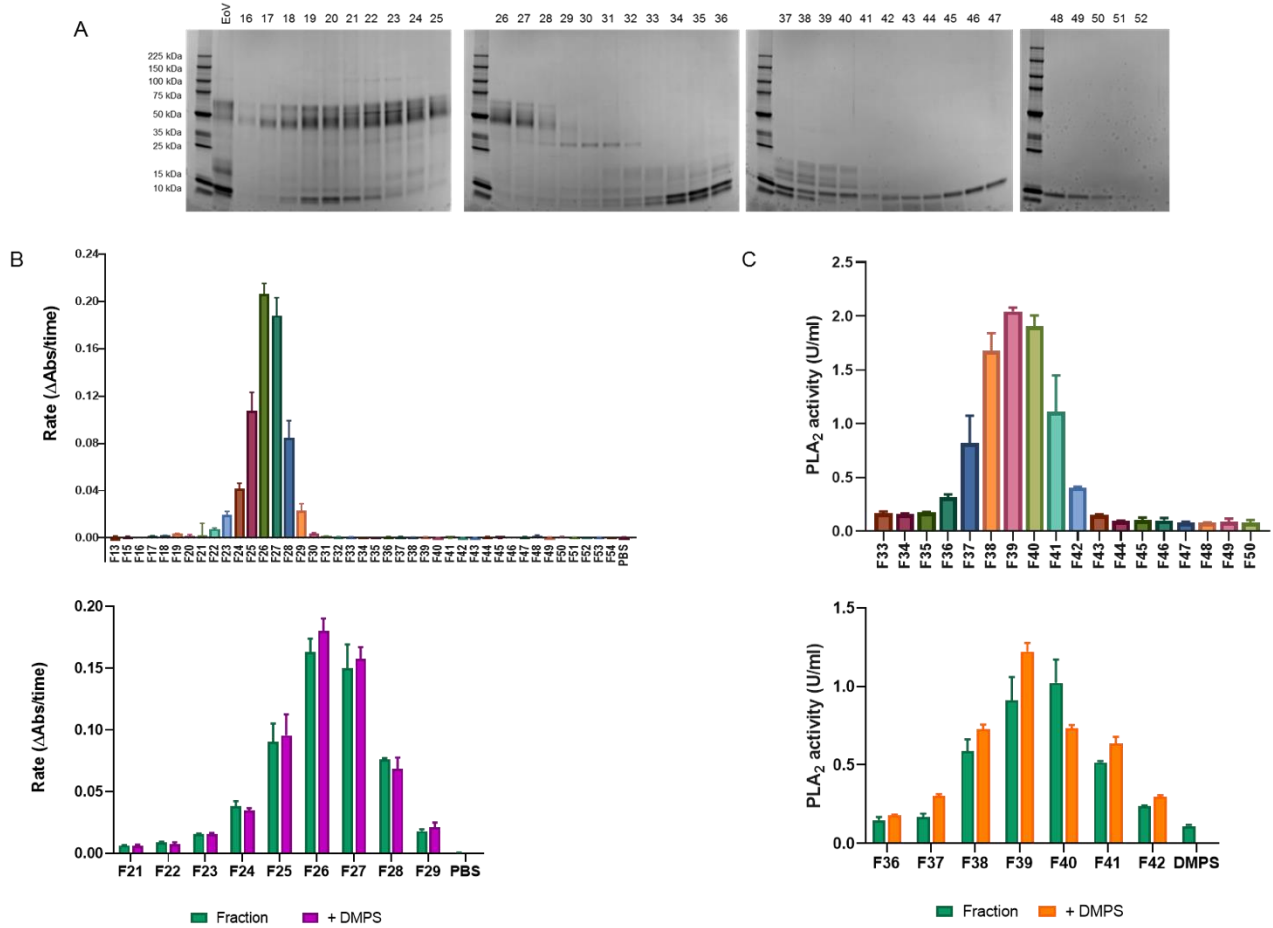 A
EoV 16 17 18 19 20 21 22 23 24 25 26 27 28 29 30 31 32 33 34 35 36 37 38 39 40 41 42 43 44 45 46 47 48 49 50 51 52
225 kDa
150 kDa
100 kDa
75 kDa
50 kDa
35 kDa
25 kDa
15 kDa
10 kDa
B
Rate (ΔAbs/time)
0.24
0.20
0.16
0.12
0.08
0.04
0.00
F13 F15 F16 F17 F18 F19 F20 F21 F22 F23 F24 F25 F26 F27 F28 F29 F30 F31 F32 F33 F34 F35 F36 F37 F38 F39 F40 F41 F42 F43 F44 F45 F46 F47 F48 F49 F50 F51 F52 F53 F54 PBS
C
PLA2 activity (U/ml)
2.5
2.0
1.5
1.0
0.5
0.0
F33 F34 F35 F36 F37 F38 F39 F40 F41 F42 F43 F44 F45 F46 F47 F48 F49 F50
Rate (ΔAbs/time)
0.20
0.15
0.10
0.05
0.00
F21 F22 F23 F24 F25 F26 F27 F28 F29 PBS
Fraction + DMPS
PLA2 activity (U/ml)
1.5
1.0
0.5
0.0
F36 F37 F38 F39 F40 F41 F42 DMPS
Fraction + DMPS